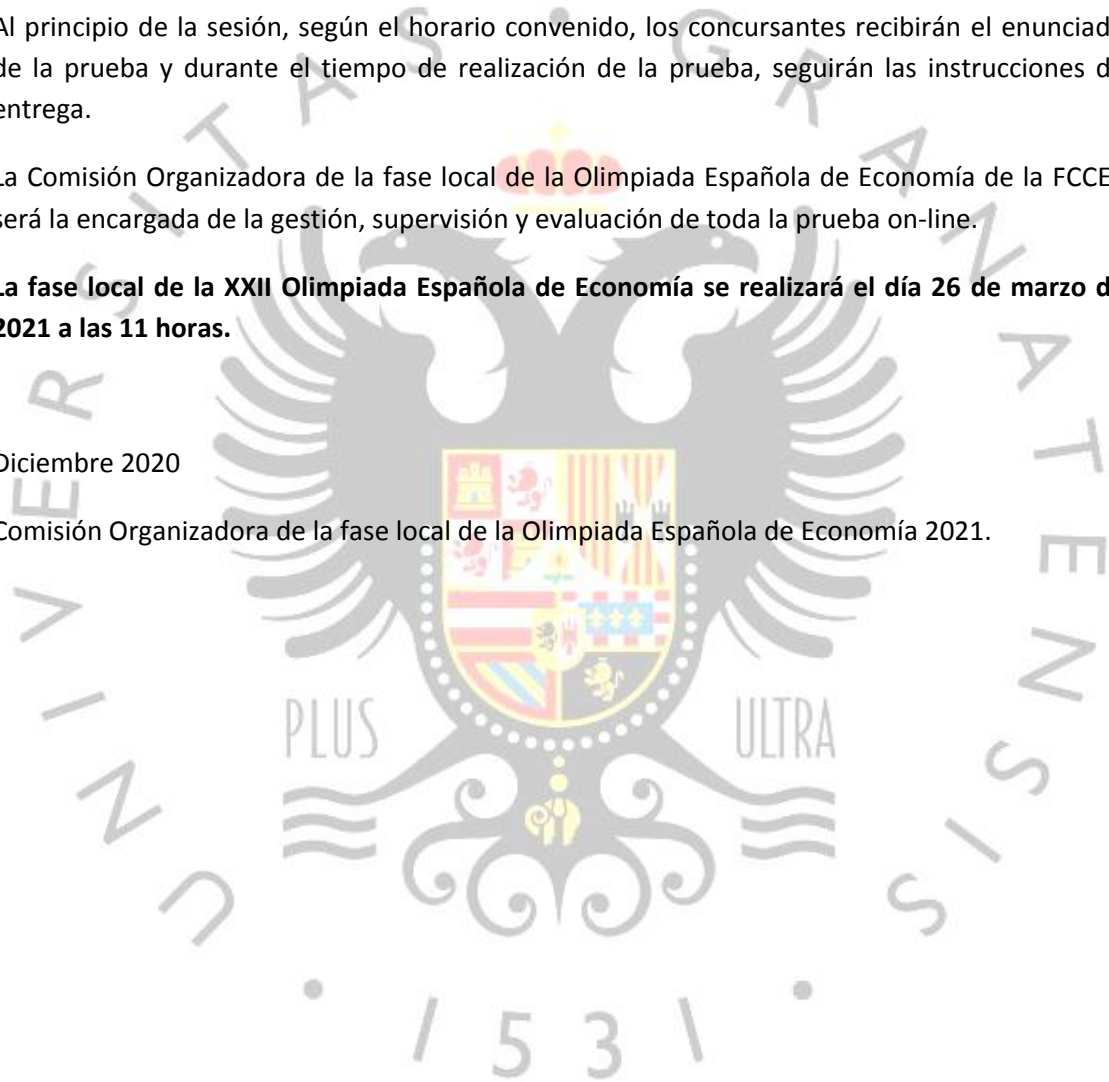 Al principio de la sesión, según el horario convenido, los concursantes recibirán el enunciad
de la prueba y durante el tiempo de realización de la prueba, seguirán las instrucciones d
entrega.
La Comisión Organizadora de la fase local de la Olimpiada Española de Economía de la FCCE
será la encargada de la gestión, supervisión y evaluación de toda la prueba on-line.
La fase local de la XXII Olimpiada Española de Economía se realizará el día 26 de marzo d
2021 a las 11 horas.
Diciembre 2020
Comisión Organizadora de la fase local de la Olimpiada Española de Economía 2021.
UNIVERSITAS • GRANATENSIS
PLUS ULTRA
• 1531 •